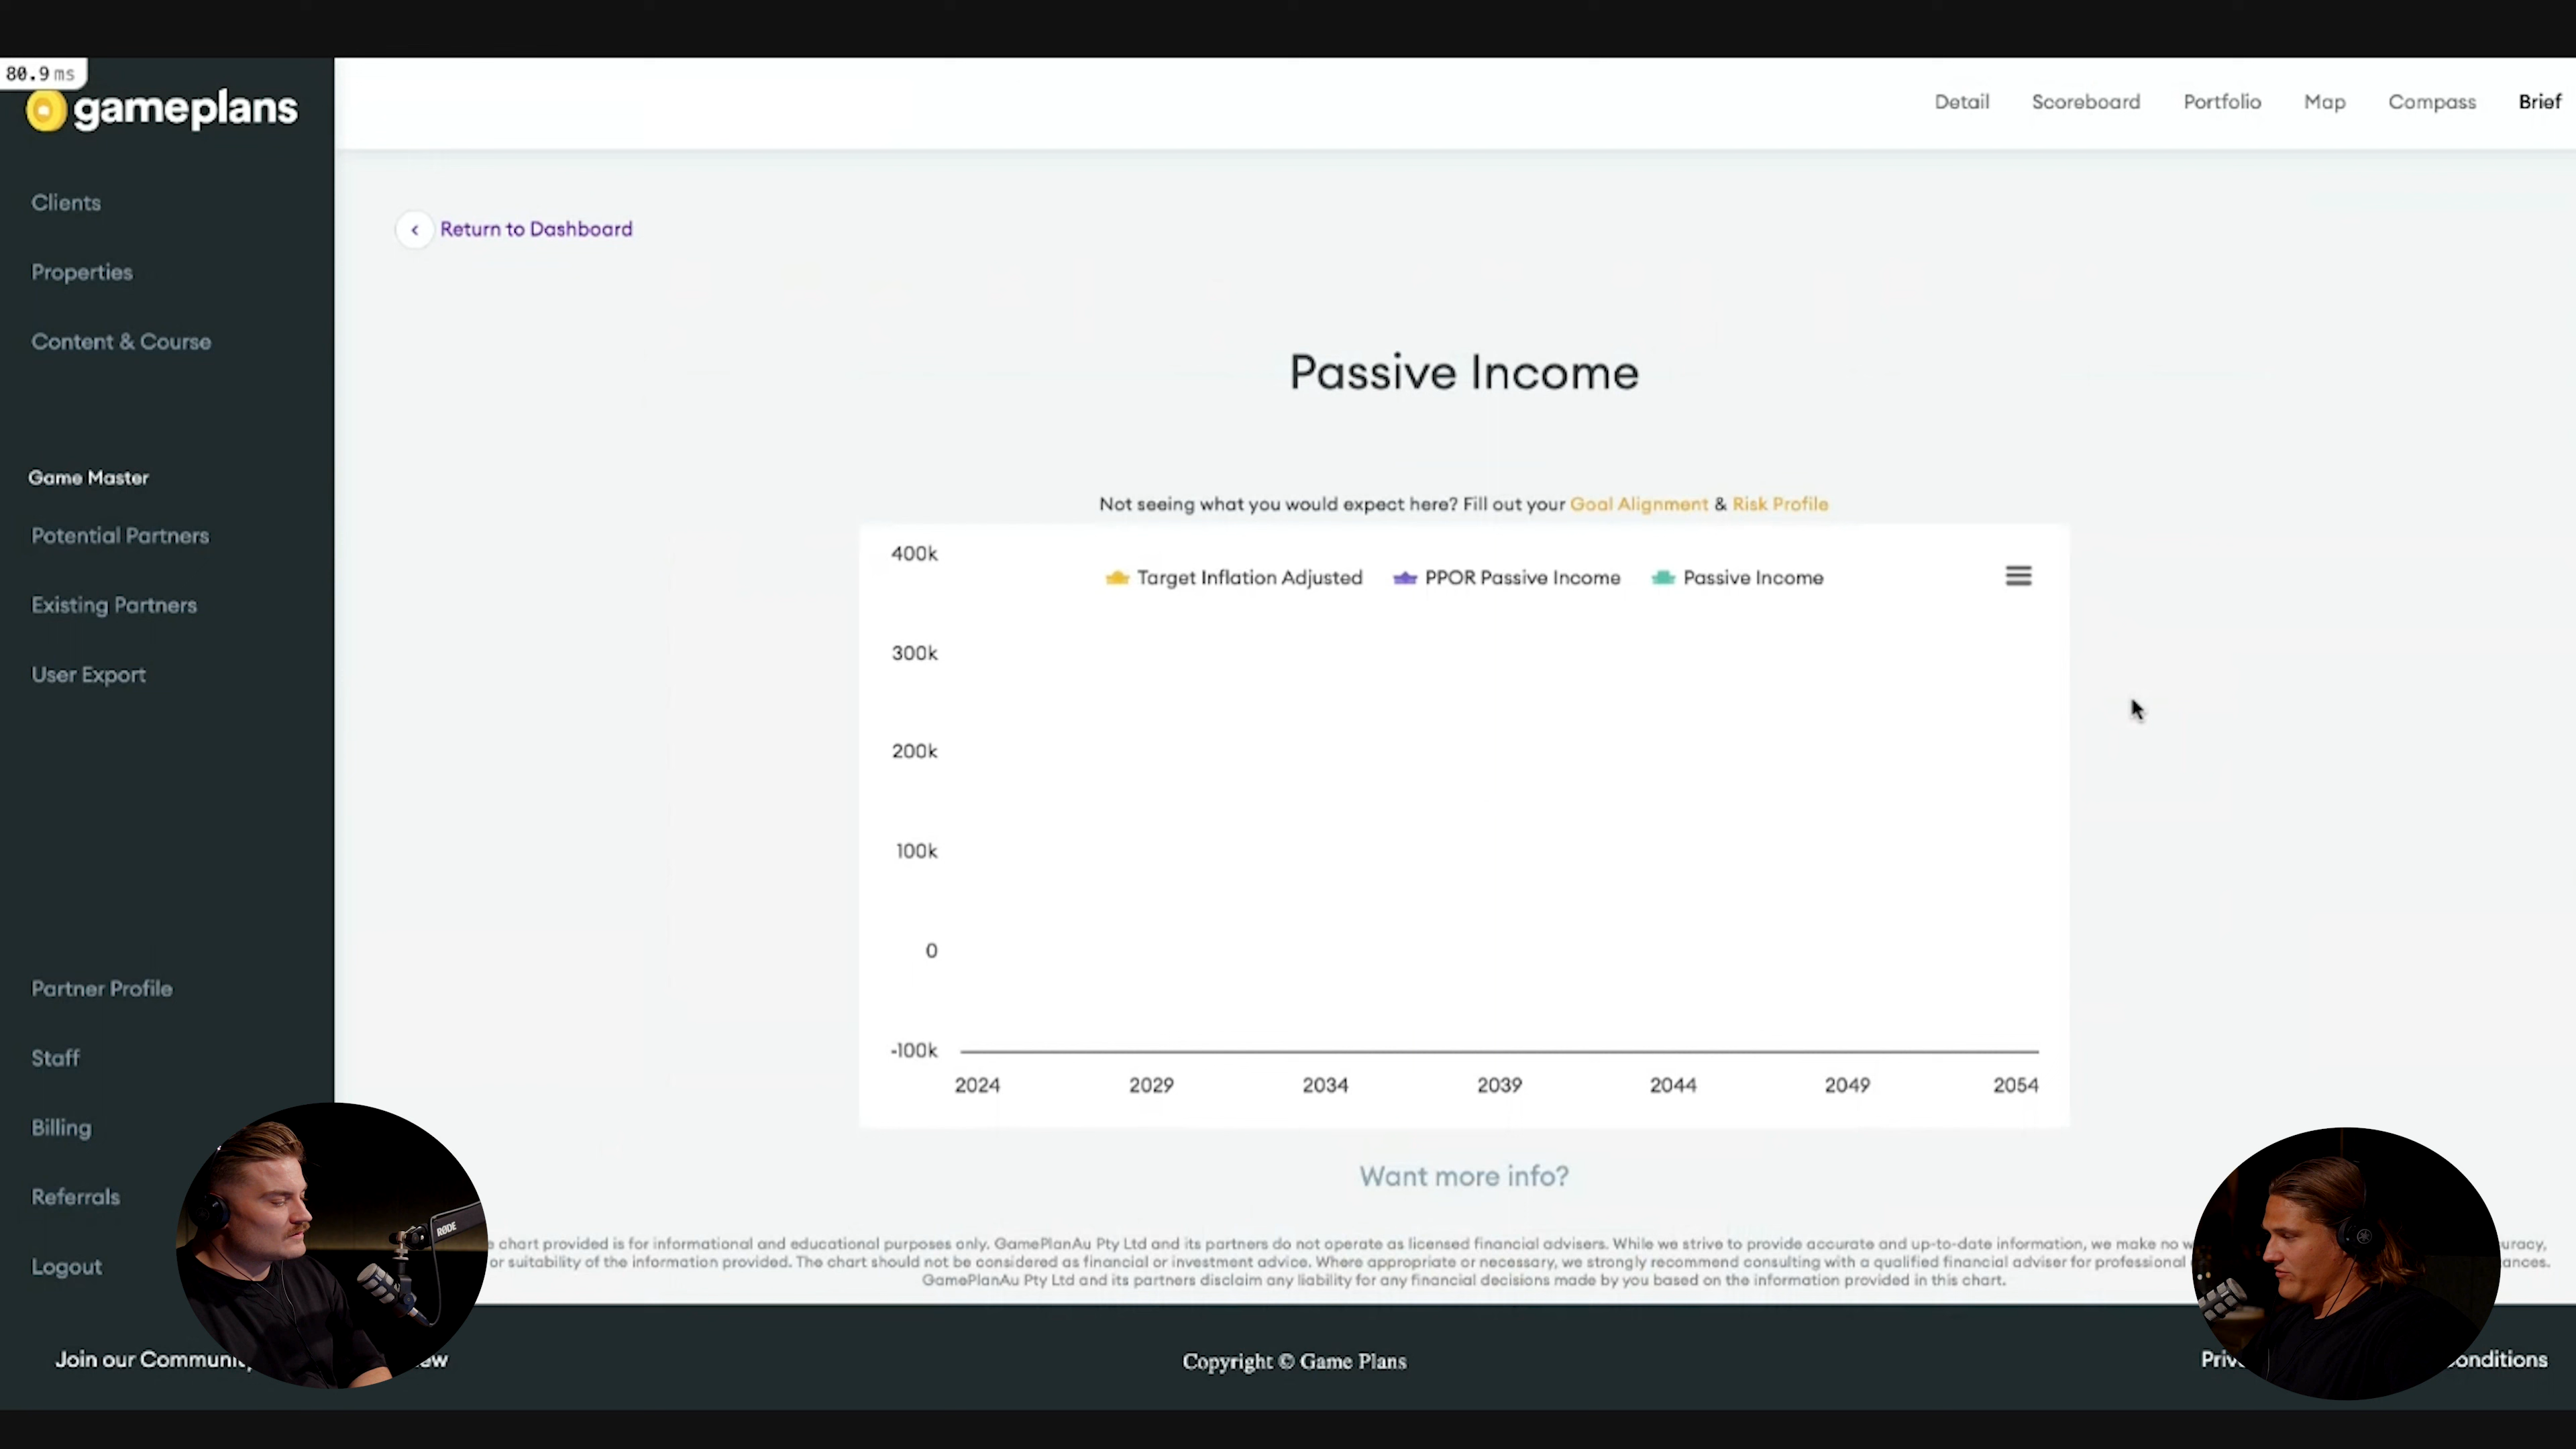 80.9 ms
gameplans
Detail Scoreboard Portfolio Map Compass Brief
Clients
Properties
Content & Course
Game Master
Potential Partners
Existing Partners
User Export
Partner Profile
Staff
Billing
Referrals
Logout
Return to Dashboard
Passive Income
Not seeing what you would expect here? Fill out your Goal Alignment & Risk Profile
Target Inflation Adjusted PPOR Passive Income Passive Income
400k
300k
200k
100k
0
-100k
2024 2029 2034 2039 2044 2049 2054
Want more info?
chart provided is for informational and educational purposes only. GamePlanAu Pty Ltd and its partners do not operate as licensed financial advisers. While we strive to provide accurate and up-to-date information, we make no
or suitability of the information provided. The chart should not be considered as financial or investment advice. Where appropriate or necessary, we strongly recommend consulting with a qualified financial adviser for professional
GamePlanAu Pty Ltd and its partners disclaim any liability for any financial decisions made by you based on the information provided in this chart.
RØDE
Join our Community
Copyright © Game Plans